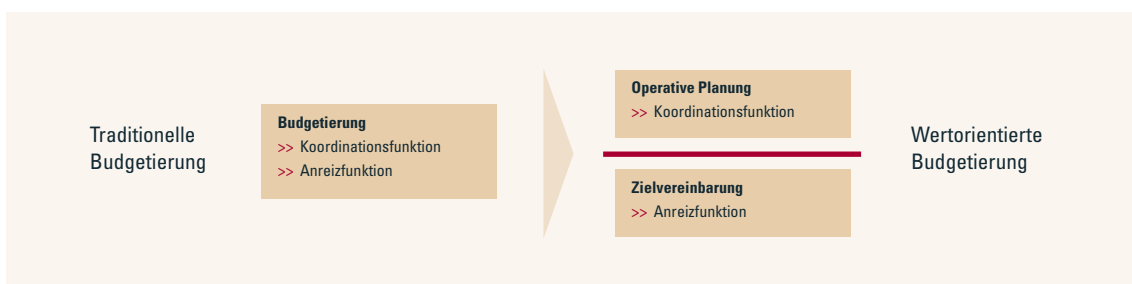 Traditionelle
Budgetierung
Budgetierung
>> Koordinationsfunktion
>> Anreizfunktion
Operative Planung
>> Koordinationsfunktion
Zielvereinbarung
>> Anreizfunktion
Wertorientierte
Budgetierung